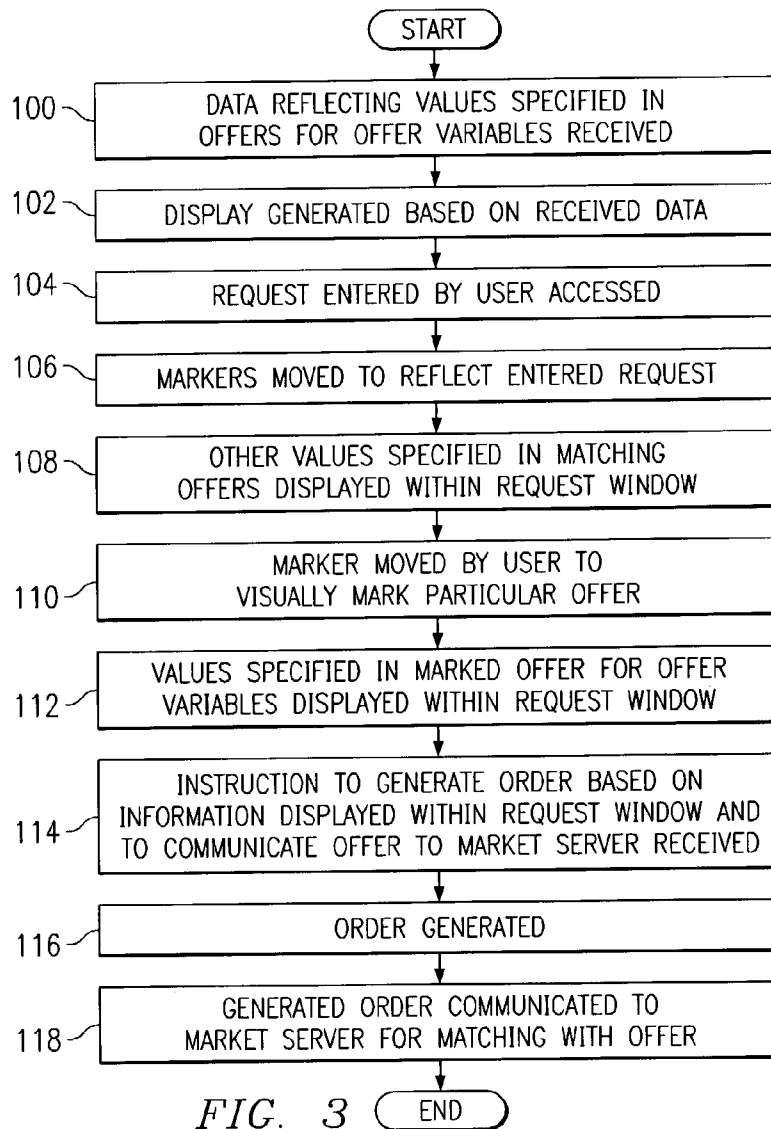 START
100
DATA REFLECTING VALUES SPECIFIED IN
OFFERS FOR OFFER VARIABLES RECEIVED
102
DISPLAY GENERATED BASED ON RECEIVED DATA
104
REQUEST ENTERED BY USER ACCESSED
106
MARKERS MOVED TO REFLECT ENTERED REQUEST
108
OTHER VALUES SPECIFIED IN MATCHING
OFFERS DISPLAYED WITHIN REQUEST WINDOW
110
MARKER MOVED BY USER TO
VISUALLY MARK PARTICULAR OFFER
112
VALUES SPECIFIED IN MARKED OFFER FOR OFFER
VARIABLES DISPLAYED WITHIN REQUEST WINDOW
114
INSTRUCTION TO GENERATE ORDER BASED ON
INFORMATION DISPLAYED WITHIN REQUEST WINDOW AND
TO COMMUNICATE OFFER TO MARKET SERVER RECEIVED
116
ORDER GENERATED
118
GENERATED ORDER COMMUNICATED TO
MARKET SERVER FOR MATCHING WITH OFFER
FIG. 3
END